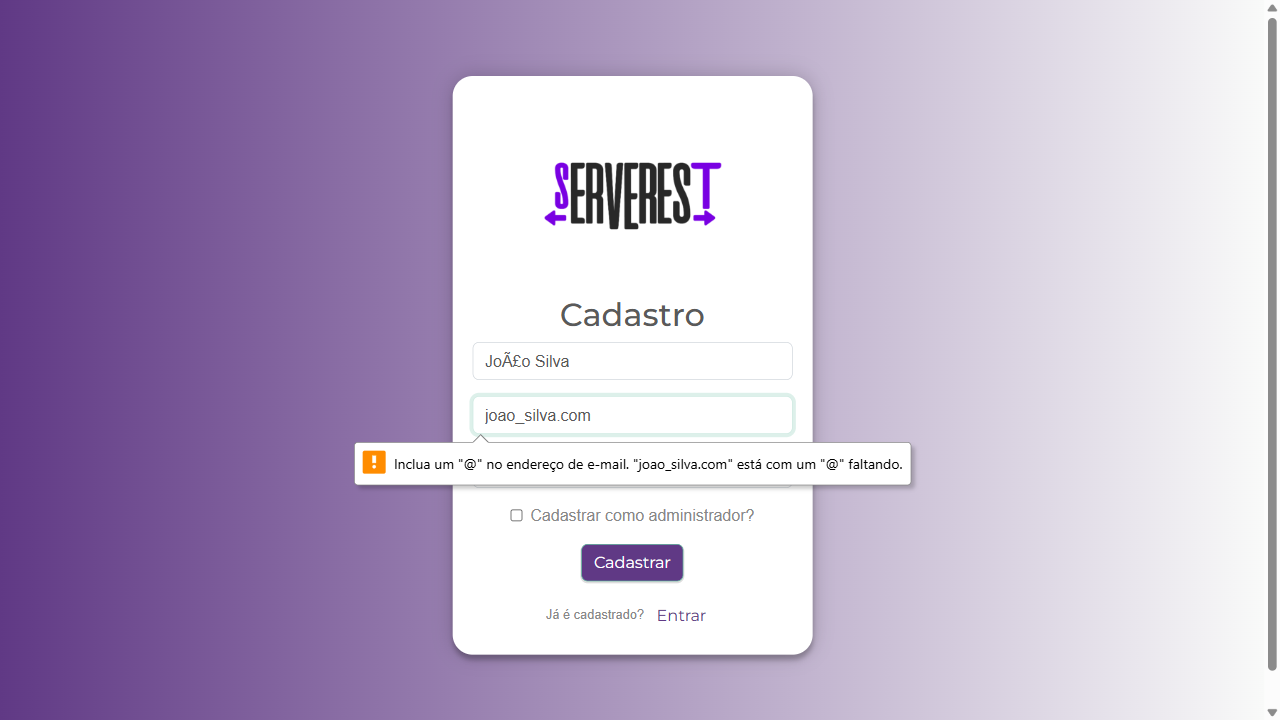 SERVEREST
Cadastro
JoÃ£o Silva
joao_silva.com
Inclua um "@" no endereço de e-mail. "joao_silva.com" está com um "@" faltando.
Cadastrar como administrador?
Cadastrar
Já é cadastrado? Entrar